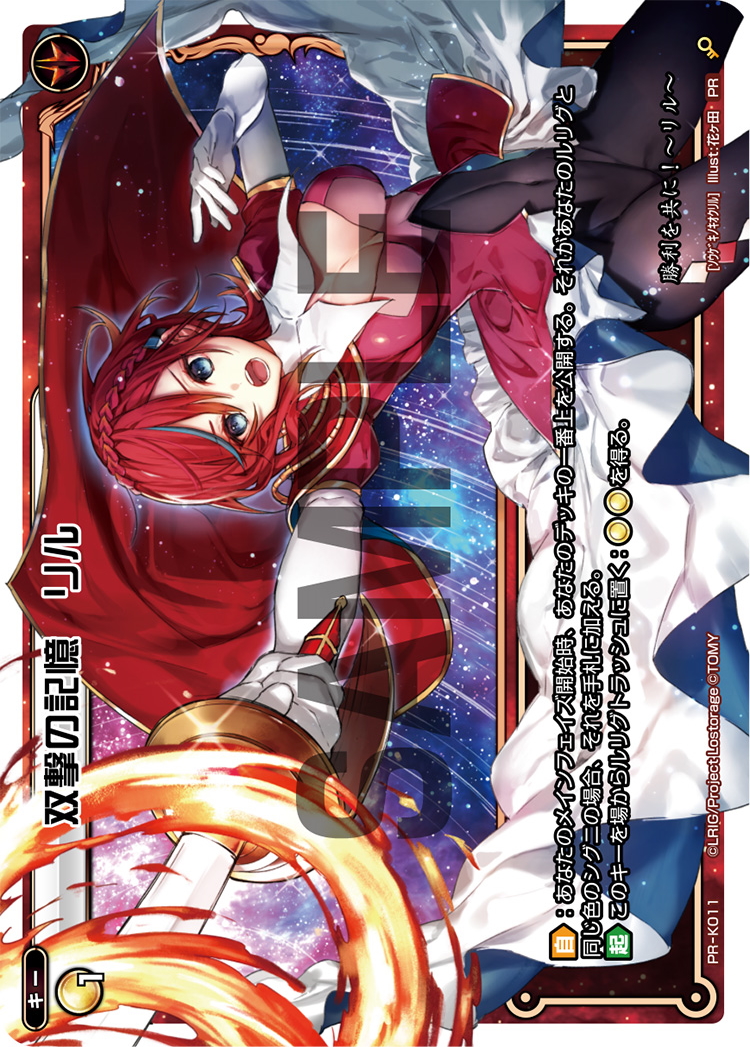 キー
1
双撃の記憶 リル
SAMPLE
自：あなたのメインフェイズ開始時、あなたのデッキの一番上を公開する。それがあなたのルリグと
同じ色のシグニの場合、それを手札に加える。
起 このキーを場からルリグトラッシュに置く：を得る。
勝利を共に！～リル～
[ソウゲキノキオクリル] Illust:花ヶ田 PR
PR-K011 ©LRIG/Project Lostorage ©TOMY